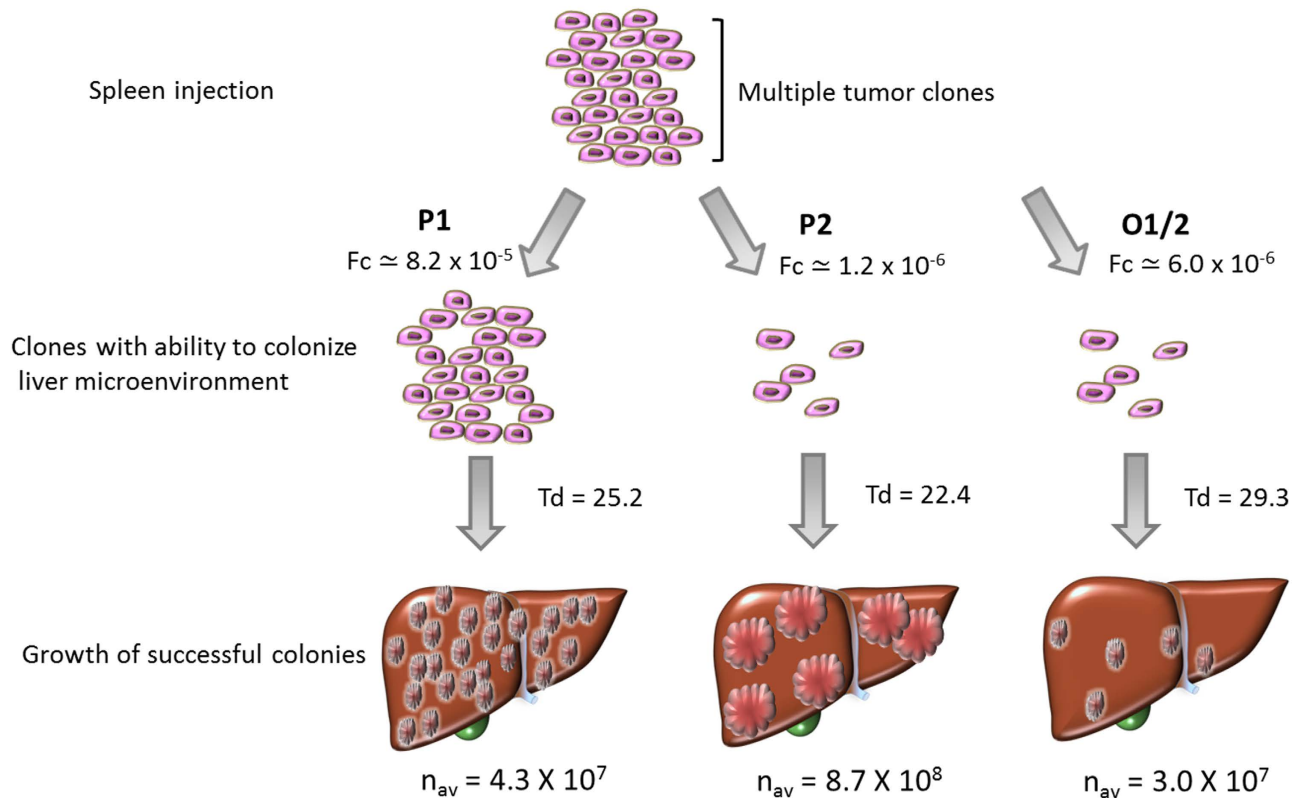 Spleen injection
Multiple tumor clones
P1
P2
O1/2
Fc ≃ 8.2 x 10⁻⁵
Fc ≃ 1.2 x 10⁻⁶
Fc ≃ 6.0 x 10⁻⁶
Clones with ability to colonize
liver microenvironment
Td = 25.2
Td = 22.4
Td = 29.3
Growth of successful colonies
nₐᵥ = 4.3 X 10⁷
nₐᵥ = 8.7 X 10⁸
nₐᵥ = 3.0 X 10⁷